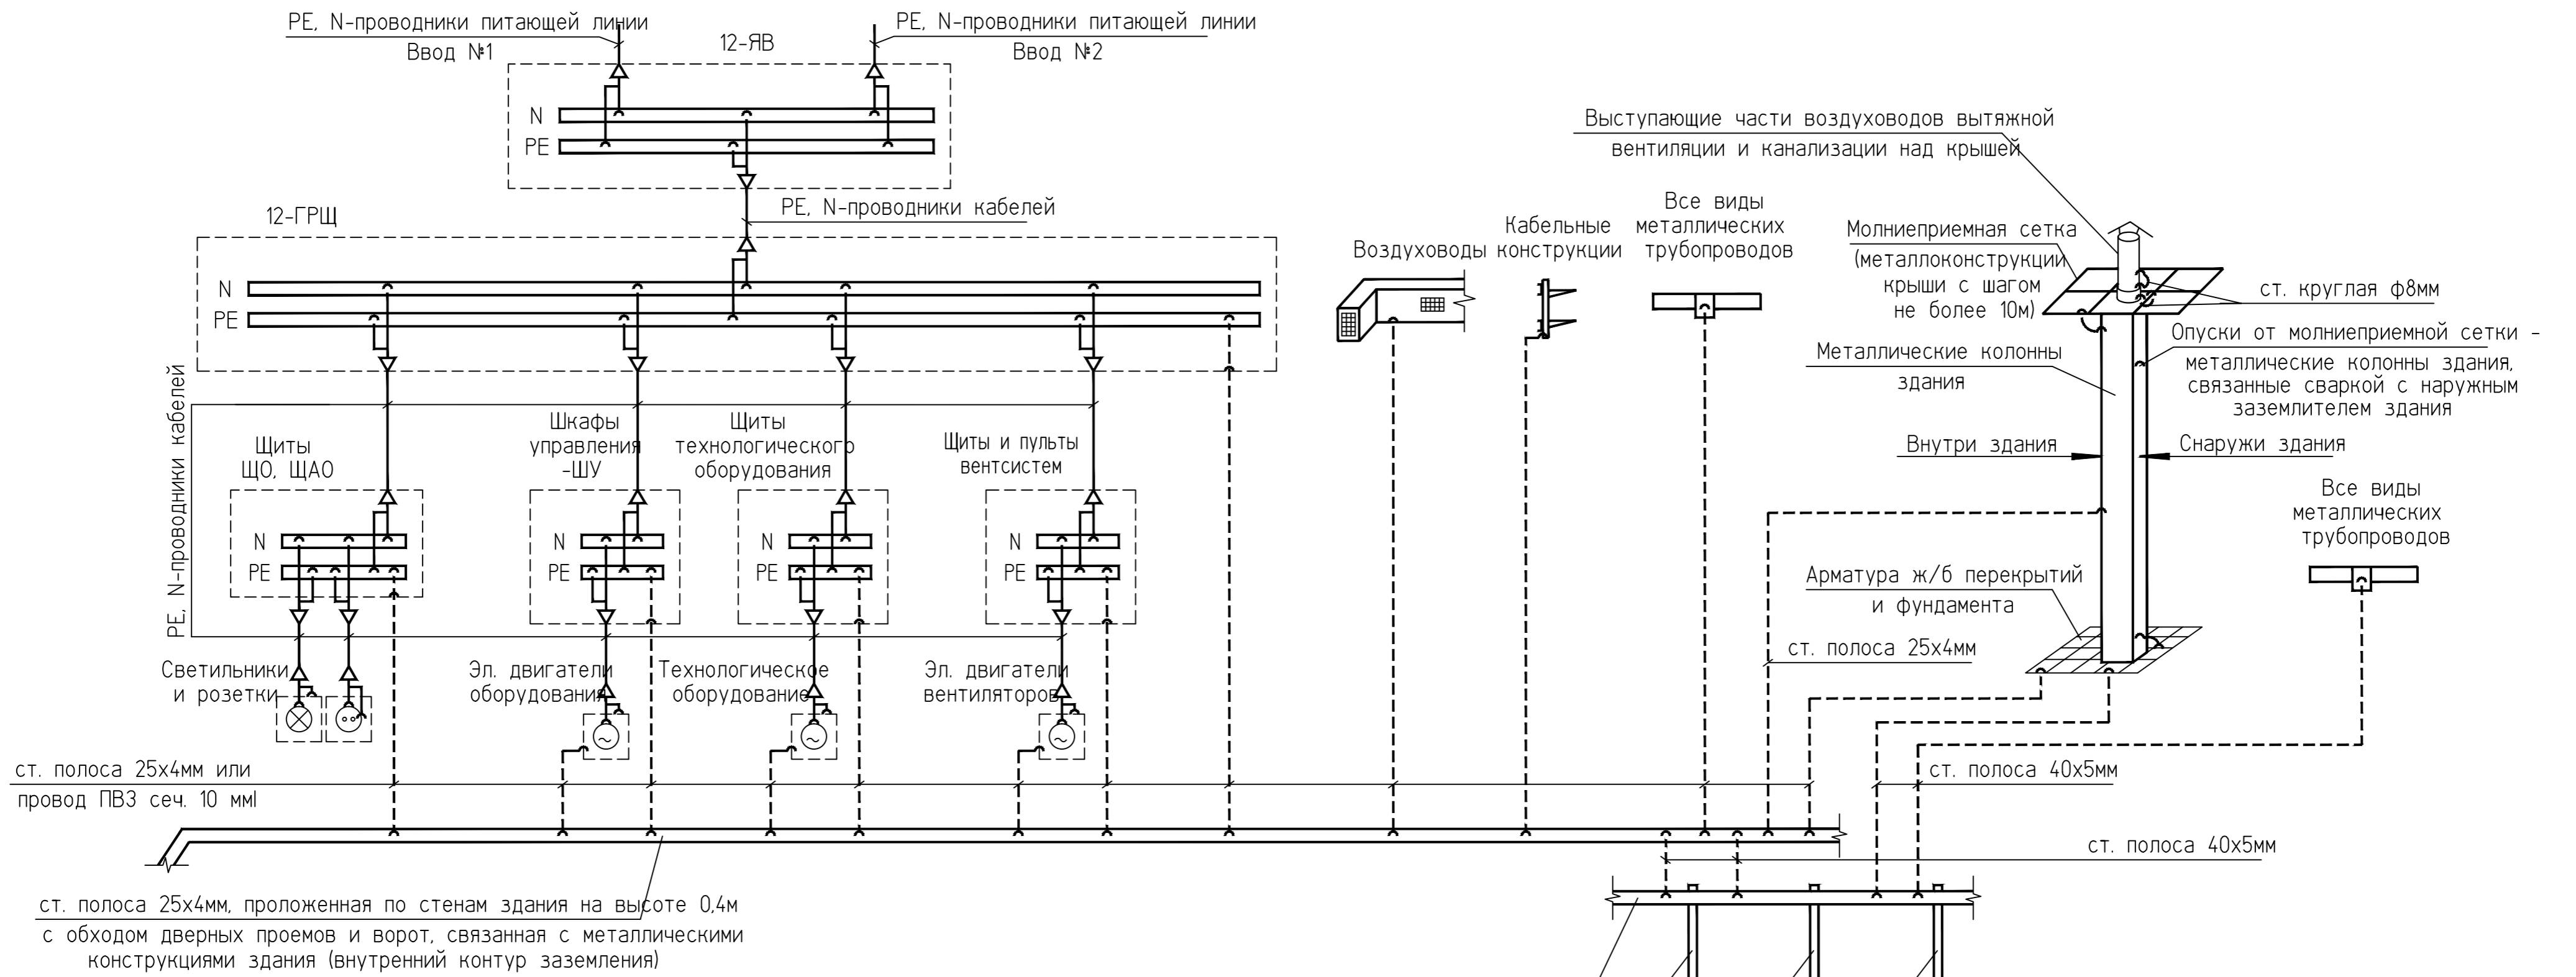 PE, N-проводники питающей линии
Ввод №1
12-ЯВ
PE, N-проводники питающей линии
Ввод №2
N
PE
PE, N-проводники кабелей
12-ГРЩ
N
PE
PE, N-проводники кабелей
Щиты
ЩО, ЩАО
N
PE
Шкафы
управления
-ШУ
N
PE
Щиты
технологического
оборудования
N
PE
Щиты и пульты
вентсистем
N
PE
Светильники
и розетки
Эл. двигатели
оборудования
Технологическое
оборудование
Эл. двигатели
вентиляторов
ст. полоса 25х4мм или
провод ПВ3 сеч. 10 ммl
ст. полоса 25х4мм, проложенная по стенам здания на высоте 0,4м
с обходом дверных проемов и ворот, связанная с металлическими
конструкциями здания (внутренний контур заземления)
Воздуховоды
Кабельные
конструкции
Все виды
металлических
трубопроводов
Выступающие части воздуховодов вытяжной
вентиляции и канализации над крышей
Молниеприемная сетка
(металлоконструкции
крыши с шагом
не более 10м)
ст. круглая ф8мм
Опуски от молниеприемной сетки -
металлические колонны здания,
связанные сваркой с наружным
заземлителем здания
Металлические колонны
здания
Внутри здания
Снаружи здания
Все виды
металлических
трубопроводов
Арматура ж/б перекрытий
и фундамента
ст. полоса 25х4мм
ст. полоса 40х5мм
ст. полоса 40х5мм